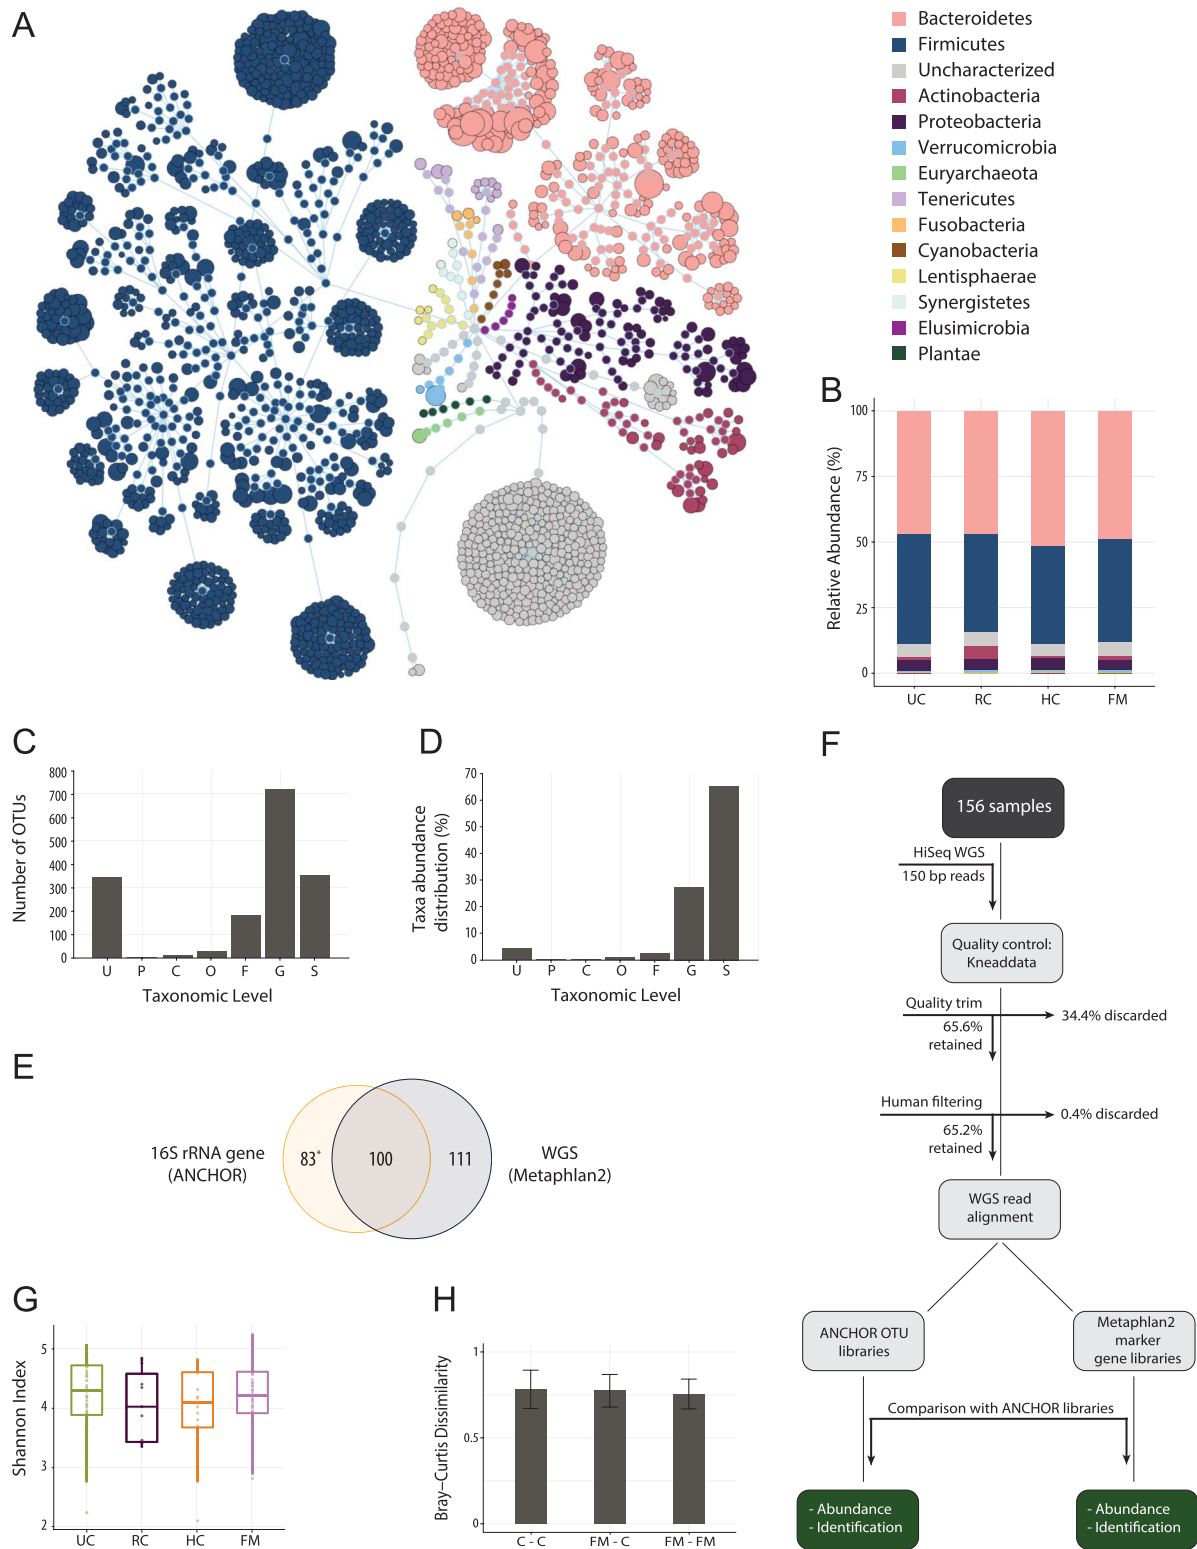 A
Bacteroidetes
Firmicutes
Uncharacterized
Actinobacteria
Proteobacteria
Verrucomicrobia
Euryarchaeota
Tenericutes
Fusobacteria
Cyanobacteria
Lentisphaerae
Synergistetes
Elusimicrobia
Plantae
B
Relative Abundance (%)
100
75
50
25
0
UC RC HC FM
C
Number of OTUs
800
700
600
500
400
300
200
100
0
U P C O F G S
Taxonomic Level
D
Taxa abundance
distribution (%)
70
60
50
40
30
20
10
0
U P C O F G S
Taxonomic Level
E
16S rRNA gene
(ANCHOR)
83*
100
111
WGS
(Metaphlan2)
F
156 samples
HiSeq WGS
150 bp reads
Quality control:
Kneaddata
Quality trim
65.6%
retained
34.4% discarded
Human filtering
65.2%
retained
0.4% discarded
WGS read
alignment
ANCHOR OTU
libraries
Metaphlan2
marker
gene libraries
Comparison with ANCHOR libraries
- Abundance
- Identification
- Abundance
- Identification
G
Shannon Index
5
4
3
2
UC RC HC FM
H
Bray–Curtis Dissimilarity
1
0
C - C FM - C FM - FM